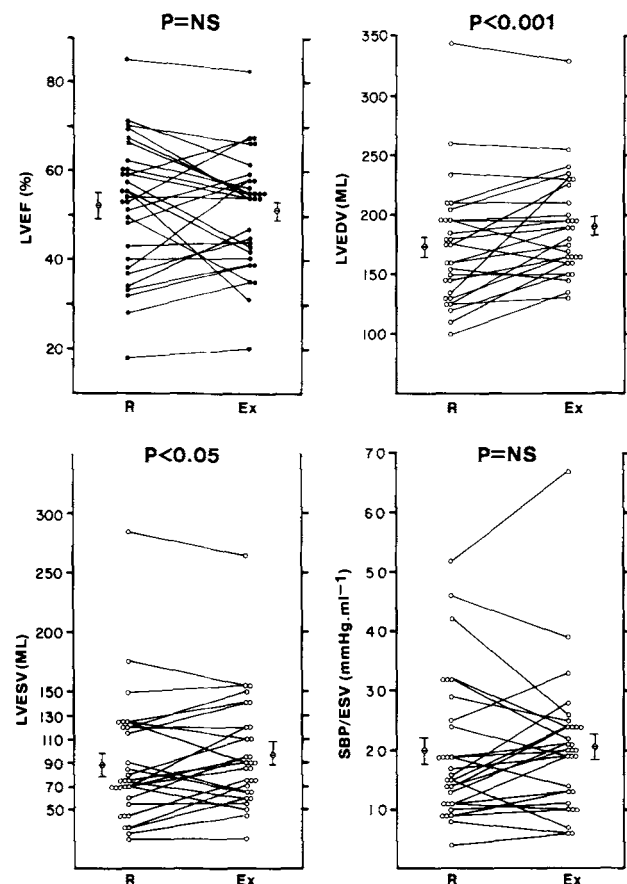 P=NS
P<0.001
LVEF (%)
80
60
40
20
R
Ex
LVEDV (ML)
350
300
250
200
150
100
R
Ex
P<0.05
P=NS
LVESV (ML)
300
250
200
150
130
110
90
70
50
R
Ex
SBP/ESV (mmHg.ml⁻¹)
70
60
50
40
30
20
10
R
Ex